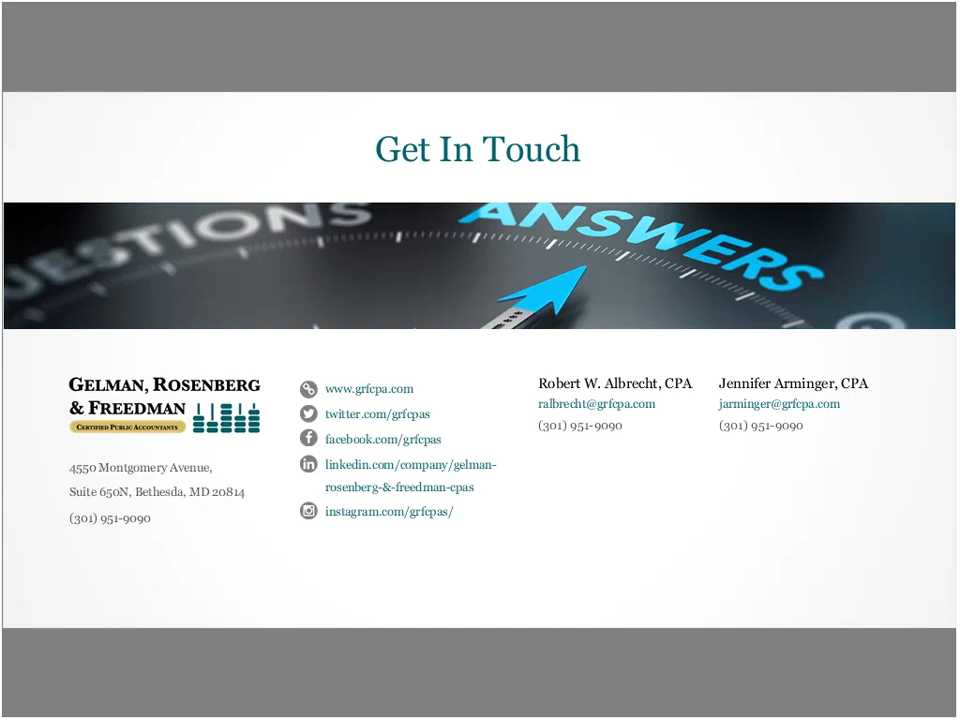 Get In Touch
UESTIONS
ANSWERS
GELMAN, ROSENBERG
& FREEDMAN
CERTIFIED PUBLIC ACCOUNTANTS
4550 Montgomery Avenue,
Suite 650N, Bethesda, MD 20814
(301) 951-9090
www.grfcpa.com
twitter.com/grfcpas
facebook.com/grfcpas
linkedin.com/company/gelman-
rosenberg-&-freedman-cpas
instagram.com/grfcpas/
Robert W. Albrecht, CPA
ralbrecht@grfcpa.com
(301) 951-9090
Jennifer Arminger, CPA
jarminger@grfcpa.com
(301) 951-9090